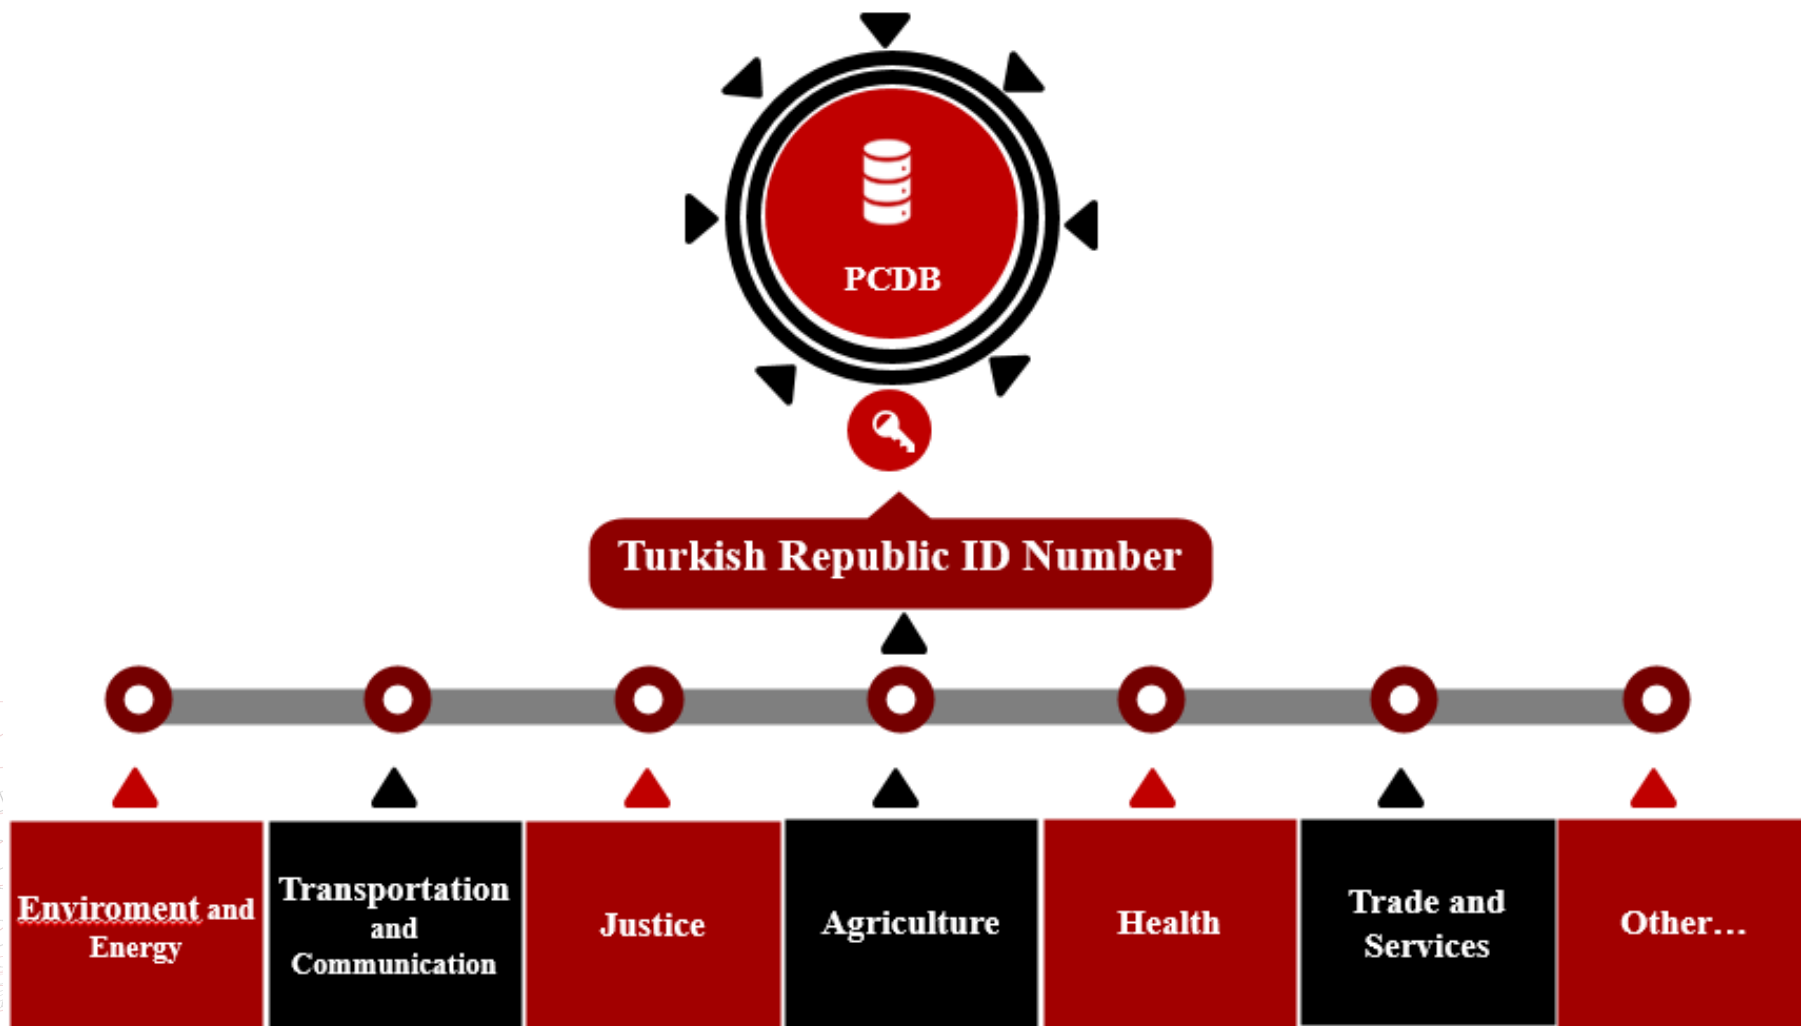 PCDB
Turkish Republic ID Number
Enviroment and
Energy
Transportation
and
Communication
Justice
Agriculture
Health
Trade and
Services
Other...